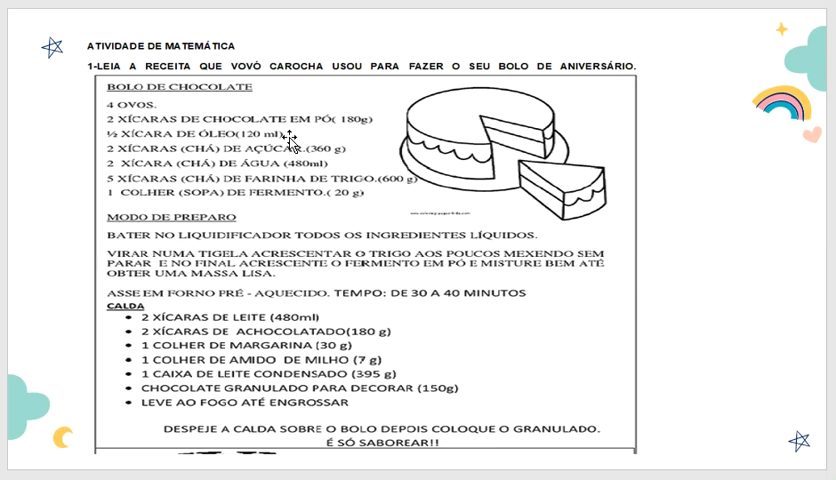 ATIVIDADE DE MATEMÁTICA
1-LEIA A RECEITA QUE VOVÓ CAROCHA USOU PARA FAZER O SEU BOLO DE ANIVERSÁRIO.
BOLO DE CHOCOLATE
4 OVOS.
2 XÍCARAS DE CHOCOLATE EM PÓ( 180g)
½ XÍCARA DE ÓLEO(120 ml)
2 XÍCARAS (CHÁ) DE AÇÚCAR.(360 g)
2 XÍCARA (CHÁ) DE ÁGUA (480ml)
5 XÍCARAS (CHÁ) DE FARINHA DE TRIGO.(600 g)
1 COLHER (SOPA) DE FERMENTO.( 20 g)
MODO DE PREPARO
BATER NO LIQUIDIFICADOR TODOS OS INGREDIENTES LÍQUIDOS.
VIRAR NUMA TIGELA ACRESCENTAR O TRIGO AOS POUCOS MEXENDO SEM
PARAR E NO FINAL ACRESCENTE O FERMENTO EM PÓ E MISTURE BEM ATÉ
OBTER UMA MASSA LISA.
ASSE EM FORNO PRÉ - AQUECIDO. TEMPO: DE 30 A 40 MINUTOS
CALDA
• 2 XÍCARAS DE LEITE (480ml)
• 2 XÍCARAS DE ACHOCOLATADO(180 g)
• 1 COLHER DE MARGARINA (30 g)
• 1 COLHER DE AMIDO DE MILHO (7 g)
• 1 CAIXA DE LEITE CONDENSADO (395 g)
• CHOCOLATE GRANULADO PARA DECORAR (150g)
• LEVE AO FOGO ATÉ ENGROSSAR
DESPEJE A CALDA SOBRE O BOLO DEPOIS COLOQUE O GRANULADO.
É SÓ SABOREAR!!